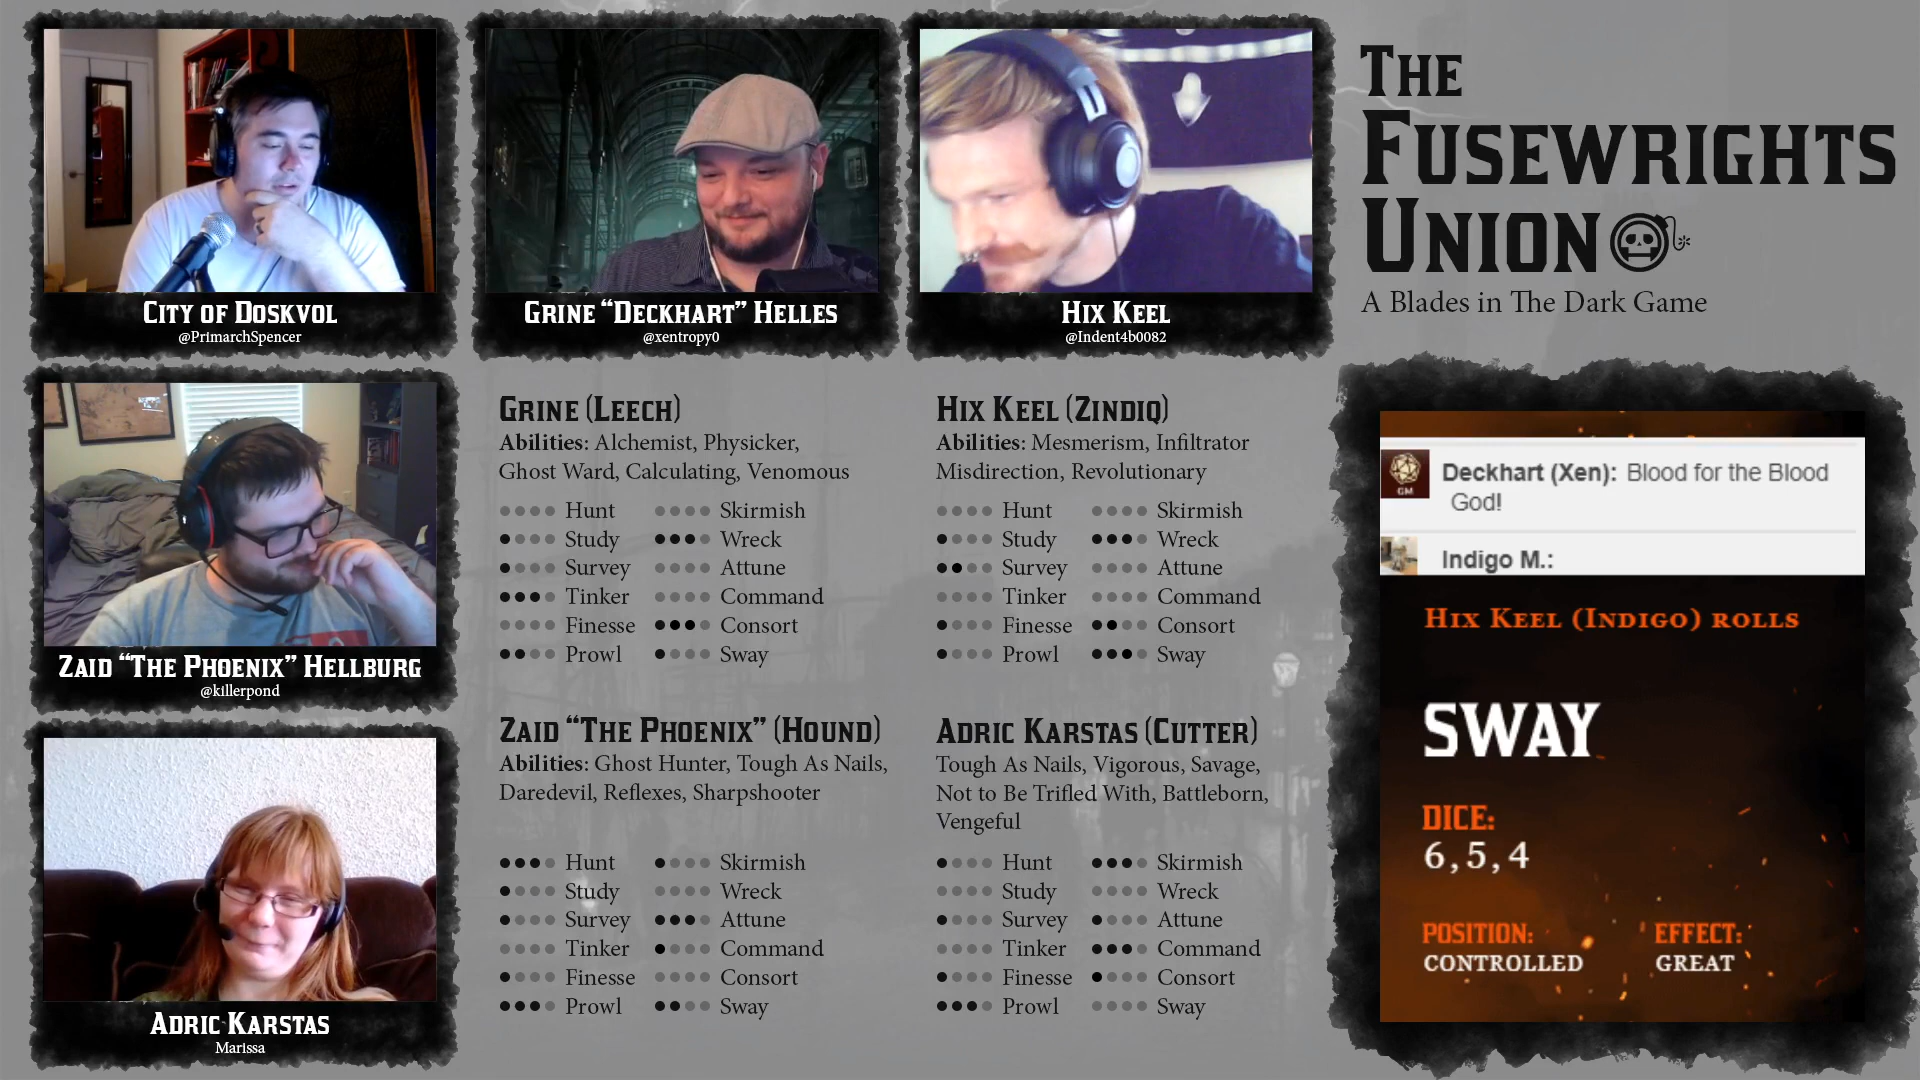 The
Fusewrights
Union
A Blades in The Dark Game
City of Doskvol
@PrimarchSpencer
Grine “Deckhart” Helles
@xentropy0
Hix Keel
@Indent4b0082
Zaid “The Phoenix” Hellburg
@killerpond
Adric Karstas
Marissa
Grine (Leech)
Abilities: Alchemist, Physicker,
Ghost Ward, Calculating, Venomous
Hunt Skirmish
Study Wreck
Survey Attune
Tinker Command
Finesse Consort
Prowl Sway
Hix Keel (Zindiq)
Abilities: Mesmerism, Infiltrator
Misdirection, Revolutionary
Hunt Skirmish
Study Wreck
Survey Attune
Tinker Command
Finesse Consort
Prowl Sway
Zaid “The Phoenix” (Hound)
Abilities: Ghost Hunter, Tough As Nails,
Daredevil, Reflexes, Sharpshooter
Hunt Skirmish
Study Wreck
Survey Attune
Tinker Command
Finesse Consort
Prowl Sway
Adric Karstas (Cutter)
Tough As Nails, Vigorous, Savage,
Not to Be Trifled With, Battleborn,
Vengeful
Hunt Skirmish
Study Wreck
Survey Attune
Tinker Command
Finesse Consort
Prowl Sway
GM
Deckhart (Xen): Blood for the Blood
God!
Indigo M.:
Hix Keel (Indigo) rolls
SWAY
DICE:
6,5,4
POSITION: EFFECT:
CONTROLLED GREAT